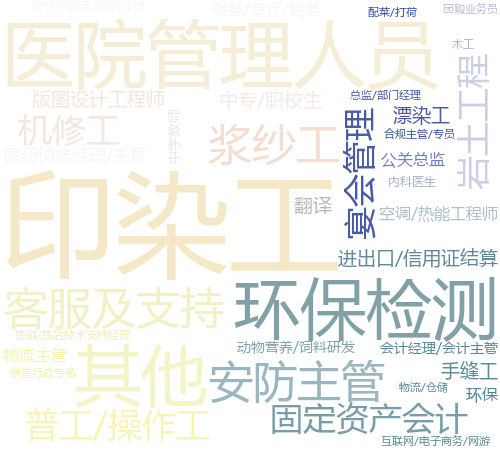 房地产项目/策划经理
财务/审计/税务
配菜/打荷
团购业务员
医院管理人员
木工
版图设计工程师
中专/职校生
总监/部门经理
岩土工程
机修工
中学教师
浆纱工
漂染工
合规主管/专员
医药销售经理/主管
宴会管理
公关总监
内科医生
印染工
翻译
空调/热能工程师
进出口/信用证结算
客服及支持
环保检测
售前/售后技术支持经理
物流主管
其他
动物营养/饲料研发
会计经理/会计主管
销售行政专员
安防主管
手缝工
物流/仓储
环保
普工/操作工
固定资产会计
互联网/电子商务/网游